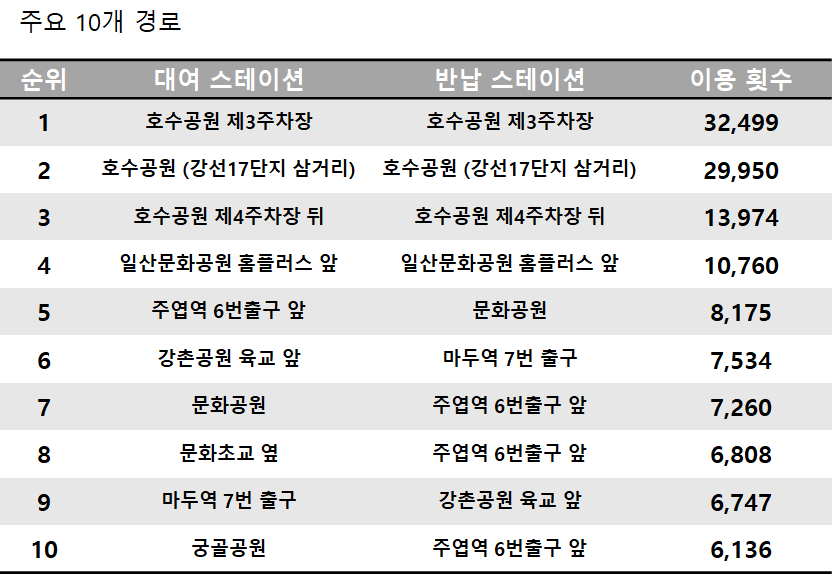 주요 10개 경로
순위 대여 스테이션 반납 스테이션 이용 횟수
1 호수공원 제3주차장 호수공원 제3주차장 32,499
2 호수공원 (강선17단지 삼거리) 호수공원 (강선17단지 삼거리) 29,950
3 호수공원 제4주차장 뒤 호수공원 제4주차장 뒤 13,974
4 일산문화공원 홈플러스 앞 일산문화공원 홈플러스 앞 10,760
5 주엽역 6번출구 앞 문화공원 8,175
6 강촌공원 육교 앞 마두역 7번 출구 7,534
7 문화공원 주엽역 6번출구 앞 7,260
8 문화초교 옆 주엽역 6번출구 앞 6,808
9 마두역 7번 출구 강촌공원 육교 앞 6,747
10 궁골공원 주엽역 6번출구 앞 6,136